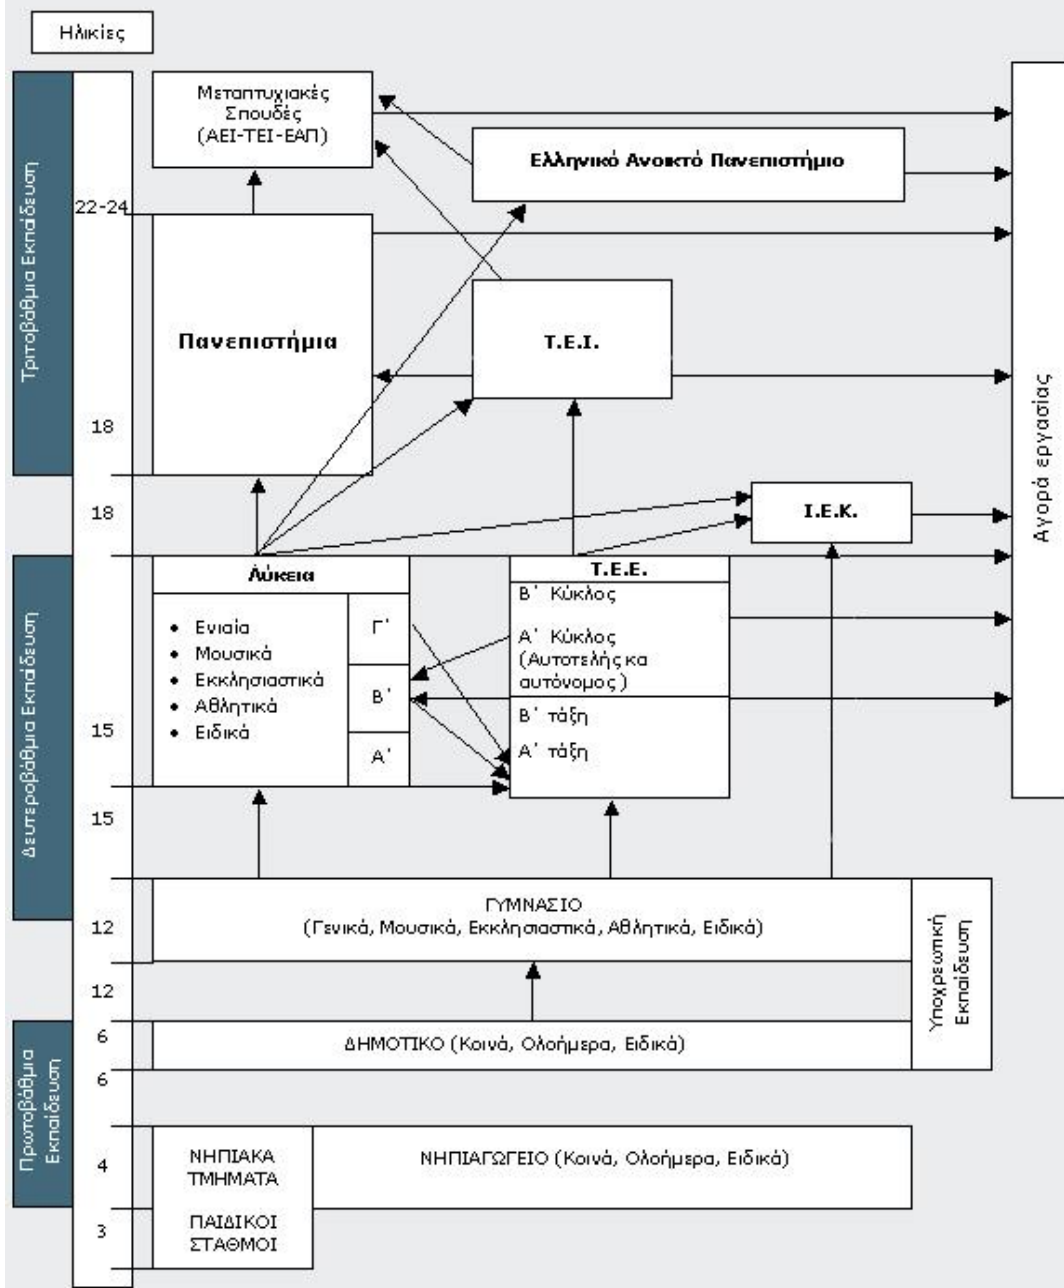 Ηλικίες
Τριτοβάθμια Εκπάιδευση
22-24
18
18
Μεταπτυχιακές
Σπουδές
(ΑΕΙ-ΤΕΙ-ΕΑΠ)
Ελληνικό Ανοικτό Πανεπιστήμιο
Πανεπιστήμια
Τ.Ε.Ι.
Ι.Ε.Κ.
Αγορά εργασίας
Δευτεροβάθμια Εκπαίδευση
15
15
12
12
Λύκεια
• Ενιαία
• Μουσικά
• Εκκλησιαστικά
• Αθλητικά
• Ειδικά
Γ΄
Β΄
Α΄
Τ.Ε.Ε.
Β΄ Κύκλος
Α΄ Κύκλος
(Αυτοτελής κα
αυτόνομος )
Β΄ τάξη
Α΄ τάξη
ΓΥΜΝΑΣΙΟ
(Γενικά, Μουσικά, Εκκλησιαστικά, Αθλητικά, Ειδικά)
Υποχρεωτική
Εκπαίδευση
Πρωτοβάθμια
Εκπαίδευση
6
6
4
3
ΔΗΜΟΤΙΚΟ (Κοινά, Ολοήμερα, Ειδικά)
ΝΗΠΙΑΚΑ
ΤΜΗΜΑΤΑ
ΠΑΙΔΙΚΟΙ
ΣΤΑΘΜΟΙ
ΝΗΠΙΑΓΩΓΕΙΟ (Κοινά, Ολοήμερα, Ειδικά)